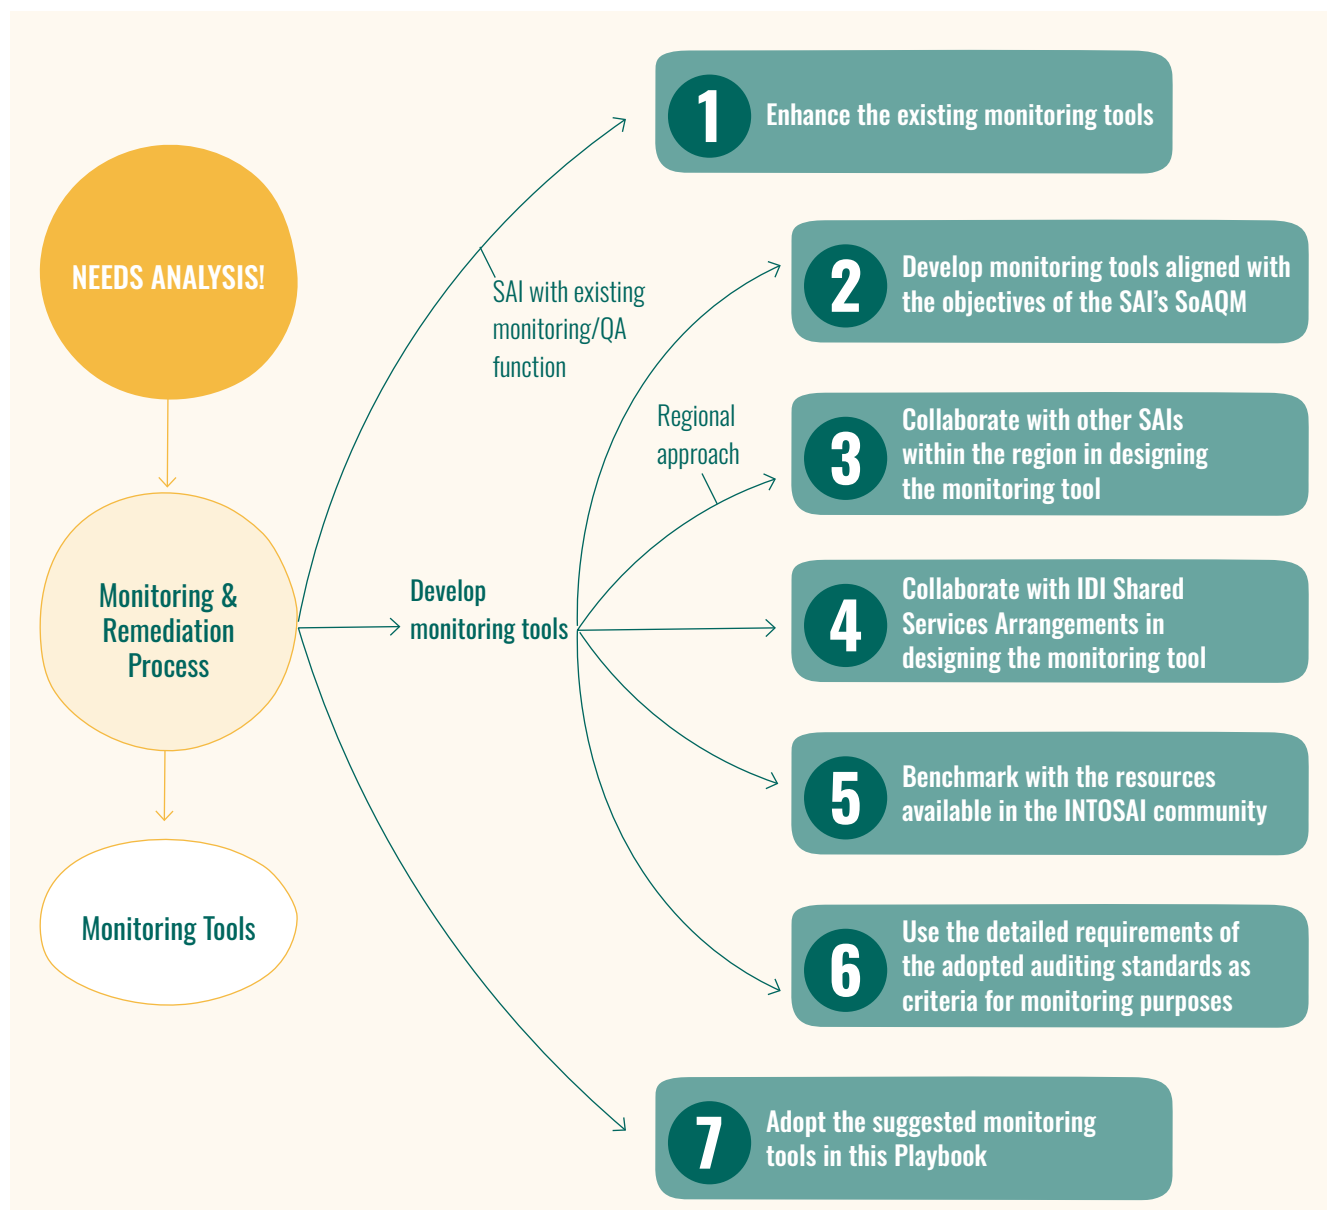 NEEDS ANALYSIS!
Monitoring &
Remediation
Process
Monitoring Tools
SAI with existing
monitoring/QA
function
Develop
monitoring tools
Regional
approach
1
Enhance the existing monitoring tools
2
Develop monitoring tools aligned with
the objectives of the SAI’s SoAQM
3
Collaborate with other SAIs
within the region in designing
the monitoring tool
4
Collaborate with IDI Shared
Services Arrangements in
designing the monitoring tool
5
Benchmark with the resources
available in the INTOSAI community
6
Use the detailed requirements of
the adopted auditing standards as
criteria for monitoring purposes
7
Adopt the suggested monitoring
tools in this Playbook